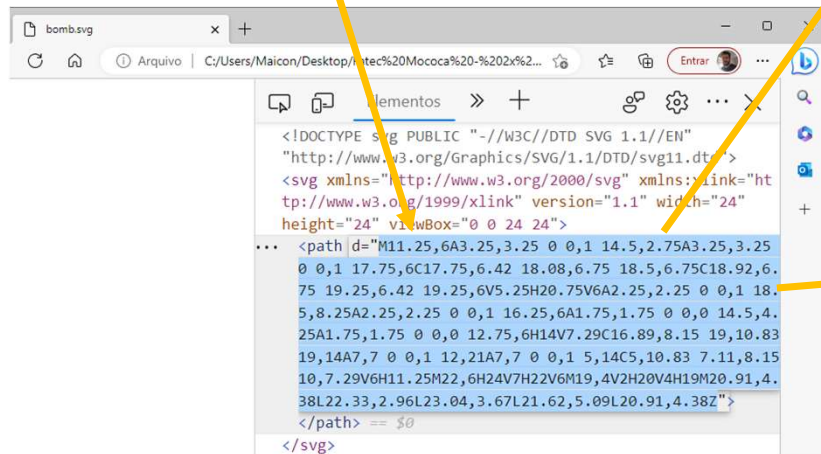 bomb.svg
Arquivo | C:/Users/Maicon/Desktop/Fatec%20Mococa%20-%202x%2... Entrar
Elementos
<!DOCTYPE svg PUBLIC "-//W3C//DTD SVG 1.1//EN"
"http://www.w3.org/Graphics/SVG/1.1/DTD/svg11.dtd">
<svg xmlns="http://www.w3.org/2000/svg" xmlns:xlink="ht
tp://www.w3.org/1999/xlink" version="1.1" width="24"
height="24" viewBox="0 0 24 24">
<path d="M11.25,6A3.25,3.25 0 0,1 14.5,2.75A3.25,3.25
0 0,1 17.75,6C17.75,6.42 18.08,6.75 18.5,6.75C18.92,6.
75 19.25,6.42 19.25,6V5.25H20.75V6A2.25,2.25 0 0,1 18.
5,8.25A2.25,2.25 0 0,1 16.25,6A1.75,1.75 0 0,0 14.5,4.
25A1.75,1.75 0 0,0 12.75,6H14V7.29C16.89,8.15 19,10.83
19,14A7,7 0 0,1 12,21A7,7 0 0,1 5,14C5,10.83 7.11,8.15
10,7.29V6H11.25M22,6H24V7H22V6M19,4V2H20V4H19M20.91,4.
38L22.33,2.96L23.04,3.67L21.62,5.09L20.91,4.38Z">
</path> == $0
</svg>